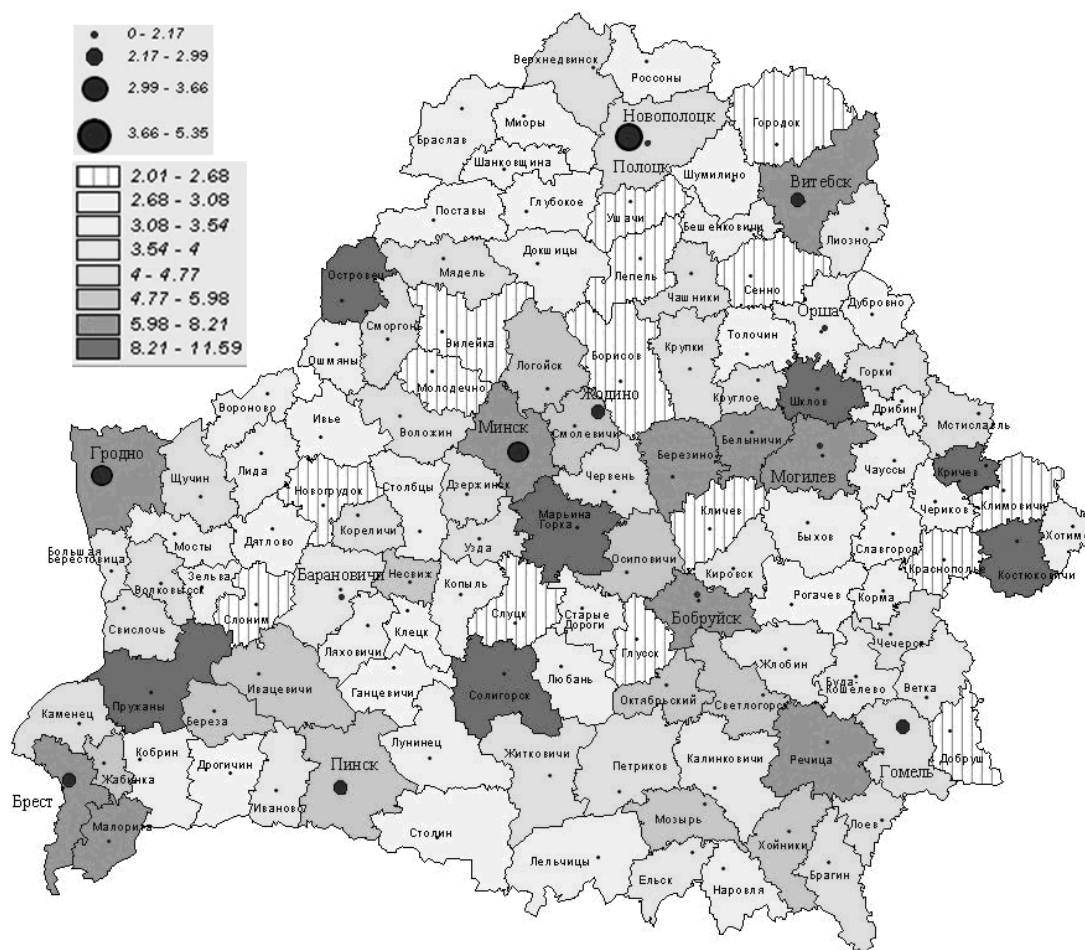 0 - 2.17
2.17 - 2.99
2.99 - 3.66
3.66 - 5.35
2.01 - 2.68
2.68 - 3.08
3.08 - 3.54
3.54 - 4
4 - 4.77
4.77 - 5.98
5.98 - 8.21
8.21 - 11.59
Верхнедвинск
Россоны
Новополоцк
Городок
Миоры
Браслав
Шанковщина
Полоцк
Шумилино
Витебск
Поставы
Глубокое
Ушачи
Бешенковичи
Лиозно
Островец
Мядель
Докшицы
Лепель
Чашники
Сенно
Сморгонь
Вилейка
Орша
Дубровно
Ошмяны
Молодечно
Логойск
Борисов
Крупки
Толочин
Горки
Вороново
Ивье
Воложин
Минск
Жодино
Смолевичи
Круглое
Шклов
Дрибин
Мстиславль
Гродно
Щучин
Лида
Новогрудок
Столбцы
Дзержинск
Червень
Березино
Белыничи
Могилев
Чауссы
Кричев
Климовичи
Хотим
Мосты
Дятлово
Кореличи
Узда
Марьина
Горка
Кличев
Быхов
Славгород
Чериков
Краснополье
Костюковичи
Большая
Берестовица
Волковысск
Зельва
Слоним
Барановичи
Несвиж
Копыль
Слуцк
Старые
Дороги
Осиповичи
Кировск
Бобруйск
Рогачев
Корма
Свислочь
Ляховичи
Клецк
Глусск
Жлобин
Чечерск
Пружаны
Ивацевичи
Ганцевичи
Солигорск
Любань
Октябрьский
Светлогорск
Буда-
Кошелево
Ветка
Каменец
Береза
Кобрин
Дрогичин
Пинск
Лунинец
Житковичи
Петриков
Калинковичи
Речица
Гомель
Добруш
Брест
Жабинка
Малорита
Иваново
Столин
Мозырь
Хойники
Лоев
Лельчицы
Ельск
Наровля
Брагин